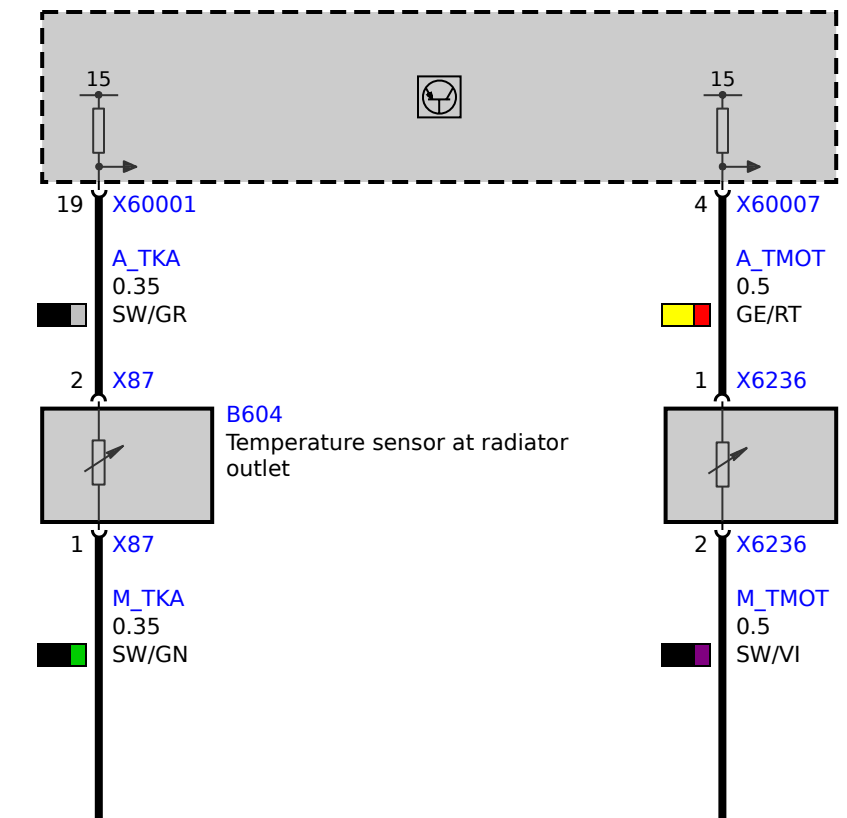 15
15
19 X60001
4 X60007
A_TKA
0.35
SW/GR
A_TMOT
0.5
GE/RT
2 X87
1 X6236
B604
Temperature sensor at radiator
outlet
1 X87
2 X6236
M_TKA
0.35
SW/GN
M_TMOT
0.5
SW/VI